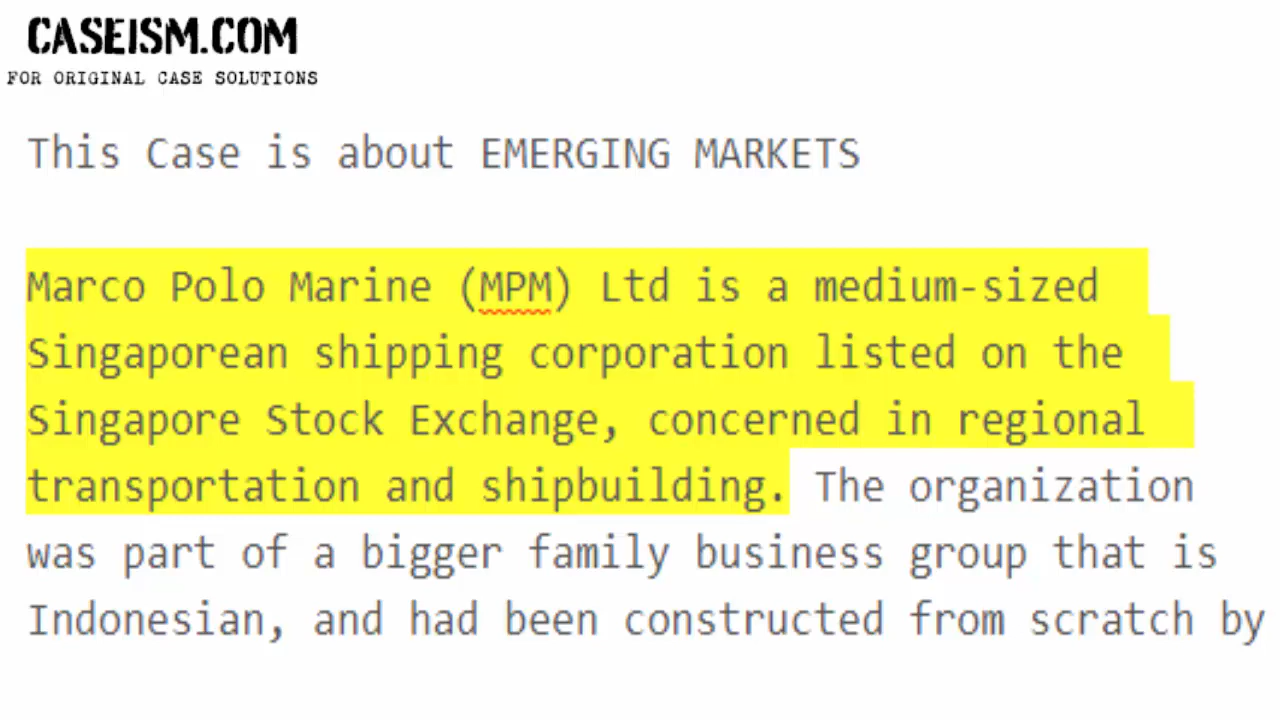 CASEISM.COM
FOR ORIGINAL CASE SOLUTIONS
This Case is about EMERGING MARKETS
Marco Polo Marine (MPM) Ltd is a medium-sized
Singaporean shipping corporation listed on the
Singapore Stock Exchange, concerned in regional
transportation and shipbuilding. The organization
was part of a bigger family business group that is
Indonesian, and had been constructed from scratch by